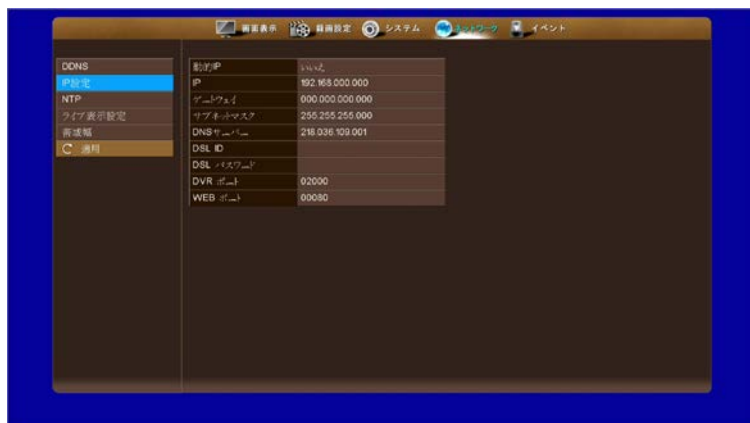 画面表示 録画設定 システム ネットワーク イベント
DDNS
IP設定
NTP
ライブ表示設定
帯域幅
適用
動的IP いいえ
IP 192.168.000.000
ゲートウェイ 000.000.000.000
サブネットマスク 255.255.255.000
DNSサーバー 218.036.109.001
DSL ID
DSL パスワード
DVR ポート 02000
WEB ポート 00080